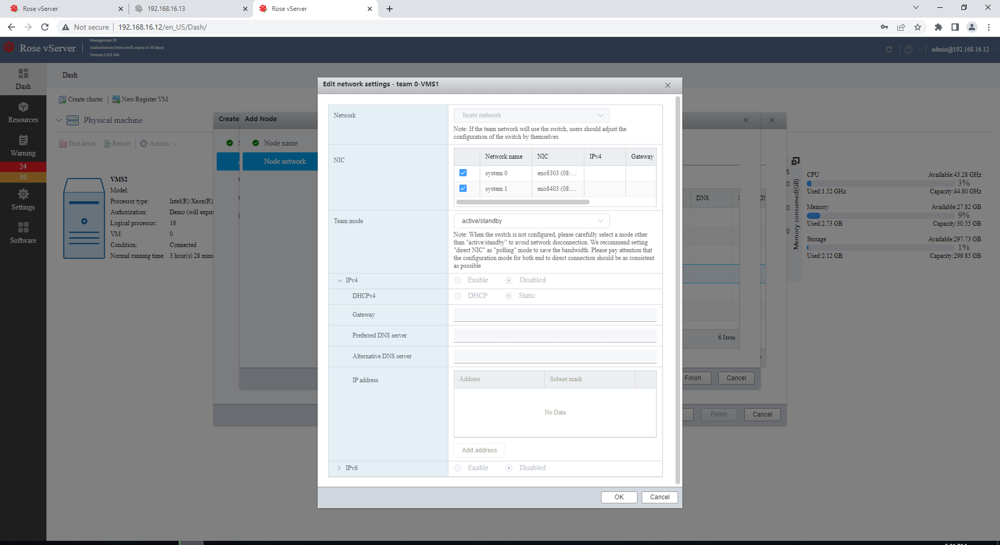 Rose vServer
192.168.16.13
Rose vServer
Not secure
192.168.16.12/en_US/Dash/
Rose vServer
Management IP:
Authorization:Demo (will expire in 30 days)
Version:3.0.0.346
admin@192.168.16.12
Dash
Resources
Warning
24
10
Settings
Software
Dash
Create cluster
New/Register VM
Physical machine
Shut down
Reboot
Actions
VMS2
Model:
Processor type: Intel(R) Xeon(R)
Authorization: Demo (will expire
Logical processor: 16
VM: 0
Condition: Connected
Normal running time: 3 hour(s) 28 minu
Create
Add Node
Node name
Node network
Edit network settings - team 0-VMS1
Network
Team network
Note: If the team network will use the switch, users should adjust the
configuration of the switch by themselves
NIC
Network name NIC IPv4 Gateway
system 0 eno8303 (08:...
system 1 eno8403 (08:...
Team mode
active/standby
Note: When the switch is not configured, please carefully select a mode other
than "active/standby" to avoid network disconnection. We recommend setting
"direct NIC" as "polling" mode to save the bandwidth. Please pay attention that
the configuration mode for both end to direct connection should be as consistent
as possible
IPv4
Enable Disabled
DHCPv4
DHCP Static
Gateway
Preferred DNS server
Alternative DNS server
IP address
Address Subnet mask
No Data
Add address
IPv6
Enable Disabled
OK Cancel
DNS
6 Item
Finish Cancel
Finish Cancel
Memory consumed(GB)
CPU Available:43.28 GHz
3%
Used:1.52 GHz Capacity:44.80 GHz
Memory Available:27.82 GB
9%
Used:2.73 GB Capacity:30.55 GB
Storage Available:297.73 GB
1%
Used:2.12 GB Capacity:299.85 GB